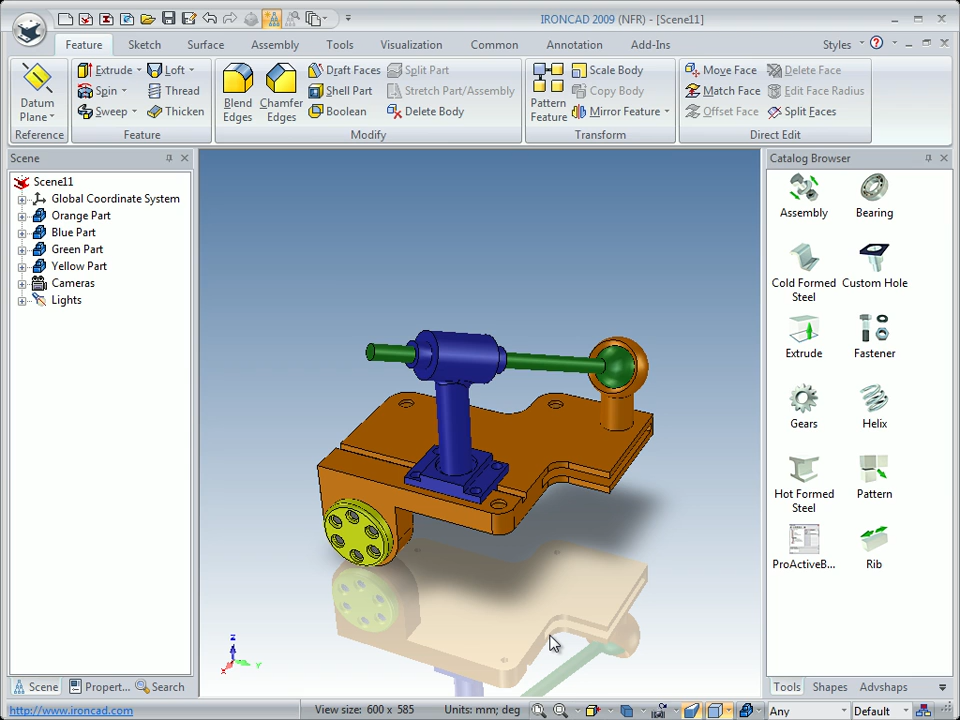 IRONCAD 2009 (NFR) - [Scene11]
Feature Sketch Surface Assembly Tools Visualization Common Annotation Add-Ins Styles
Datum Plane
Extrude Loft
Spin Thread
Sweep Thicken
Blend Edges
Chamfer Edges
Draft Faces Split Part
Shell Part Stretch Part/Assembly
Boolean Delete Body
Pattern Feature
Scale Body
Copy Body
Mirror Feature
Move Face Delete Face
Match Face Edit Face Radius
Offset Face Split Faces
Reference Feature Modify Transform Direct Edit
Scene
Scene11
Global Coordinate System
Orange Part
Blue Part
Green Part
Yellow Part
Cameras
Lights
Z
Y
X
Catalog Browser
Assembly Bearing
Cold Formed Steel Custom Hole
Extrude Fastener
Gears Helix
Hot Formed Steel Pattern
ProActiveB... Rib
Scene Propert... Search
Tools Shapes Advshaps
http://www.ironcad.com View size: 600 x 585 Units: mm; deg Any Default